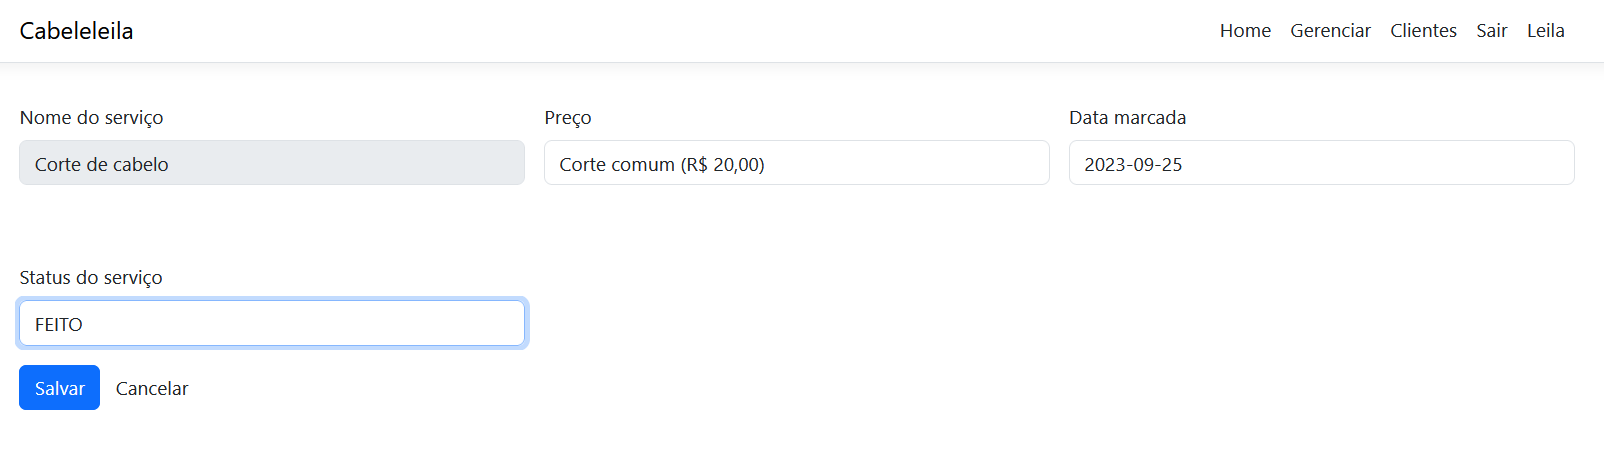 Cabeleleila
Home Gerenciar Clientes Sair Leila
Nome do serviço
Corte de cabelo
Preço
Corte comum (R$ 20,00)
Data marcada
2023-09-25
Status do serviço
FEITO
Salvar Cancelar